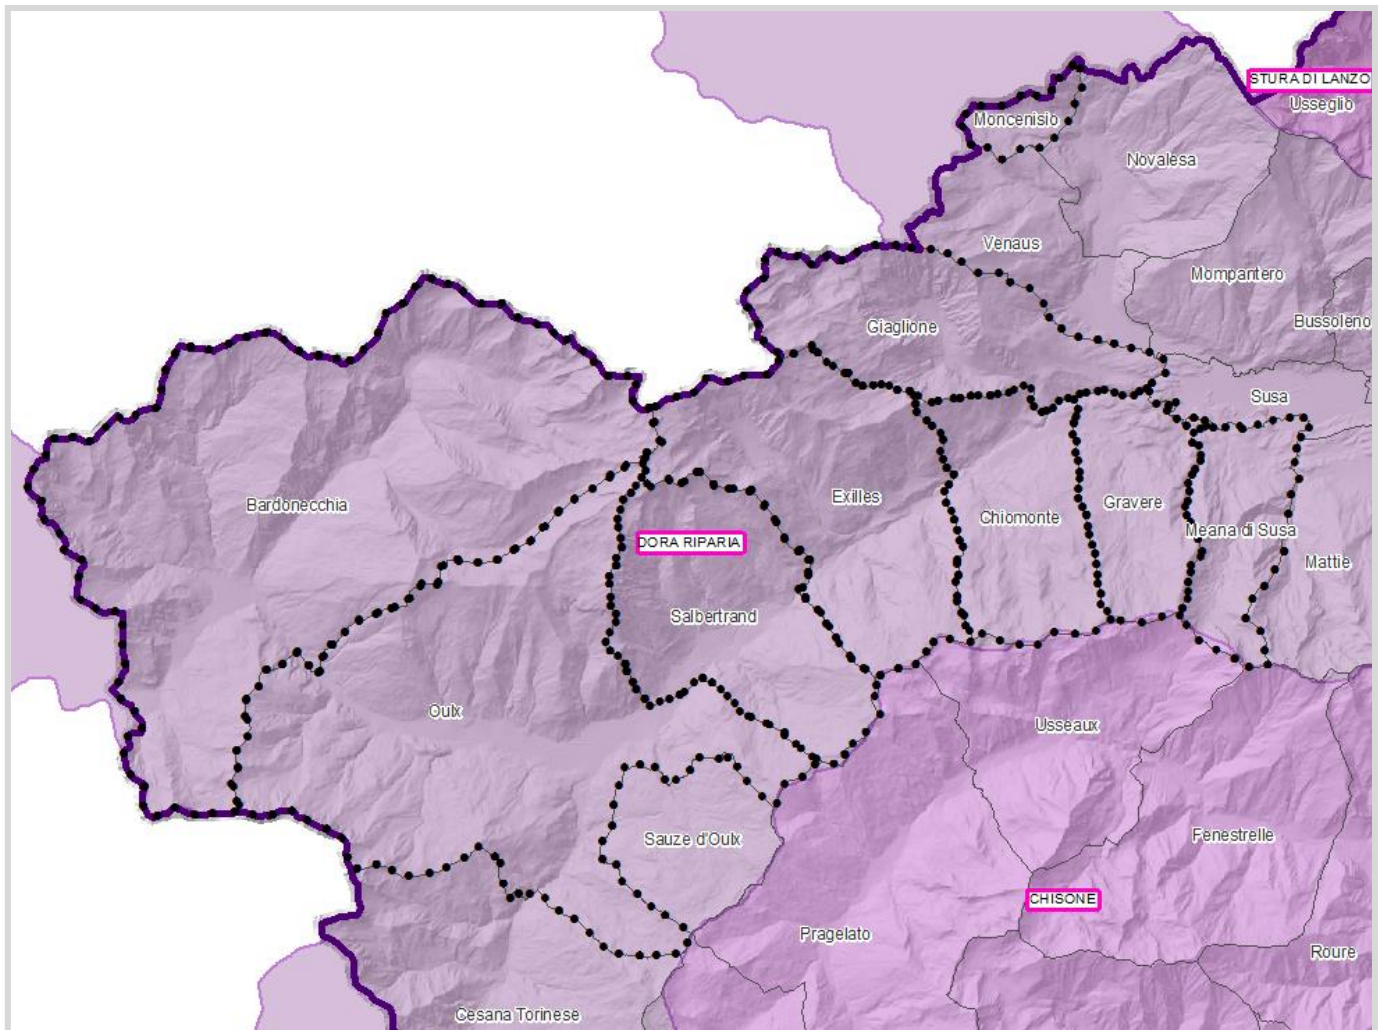 STURA DI LANZO
Usseglio
Moncenisio
Novalesa
Venaus
Mompantero
Bussoleno
Giaglione
Susa
Bardonecchia
Exilles
Chiomonte
Gravere
Meana di Susa
Mattie
DORA RIPARIA
Salbertrand
Oulx
Usseaux
Sauze d'Oulx
Fenestrelle
CHISONE
Pragelato
Roure
Cesana Torinese